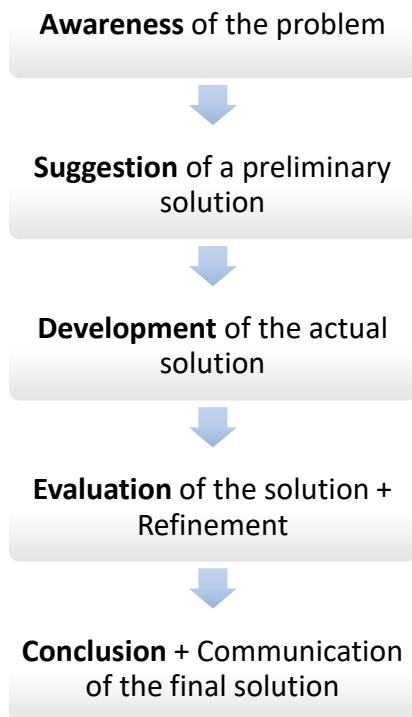 Awareness of the problem
Suggestion of a preliminary
solution
Development of the actual
solution
Evaluation of the solution +
Refinement
Conclusion + Communication
of the final solution